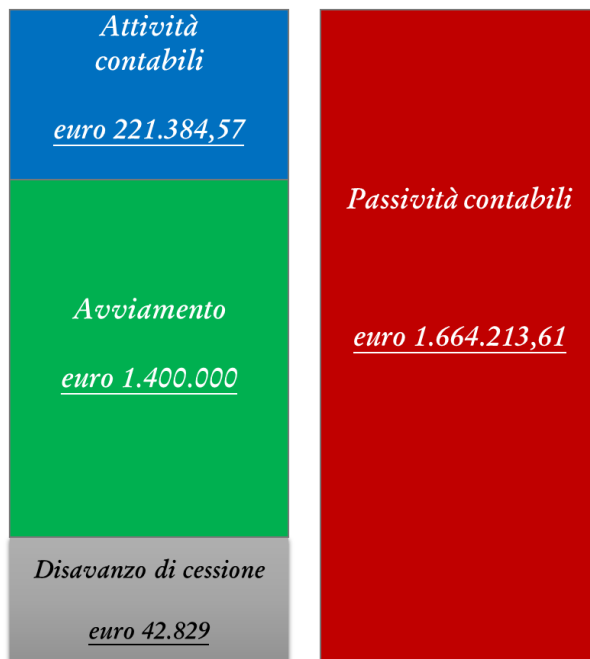 Attività
contabili
euro 221.384,57
Avviamento
euro 1.400.000
Disavanzo di cessione
euro 42.829
Passività contabili
euro 1.664.213,61